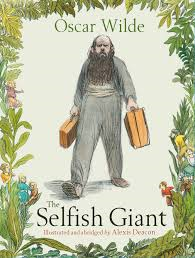 Oscar Wilde
The
Selfish Giant
Illustrated and abridged by Alexis Deacon